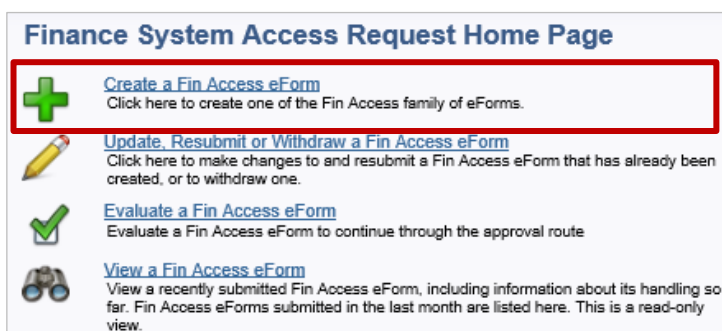 Finance System Access Request Home Page
Create a Fin Access eForm
Click here to create one of the Fin Access family of eForms.
Update, Resubmit or Withdraw a Fin Access eForm
Click here to make changes to and resubmit a Fin Access eForm that has already been
created, or to withdraw one.
Evaluate a Fin Access eForm
Evaluate a Fin Access eForm to continue through the approval route
View a Fin Access eForm
View a recently submitted Fin Access eForm, including information about its handling so
far. Fin Access eForms submitted in the last month are listed here. This is a read-only
view.